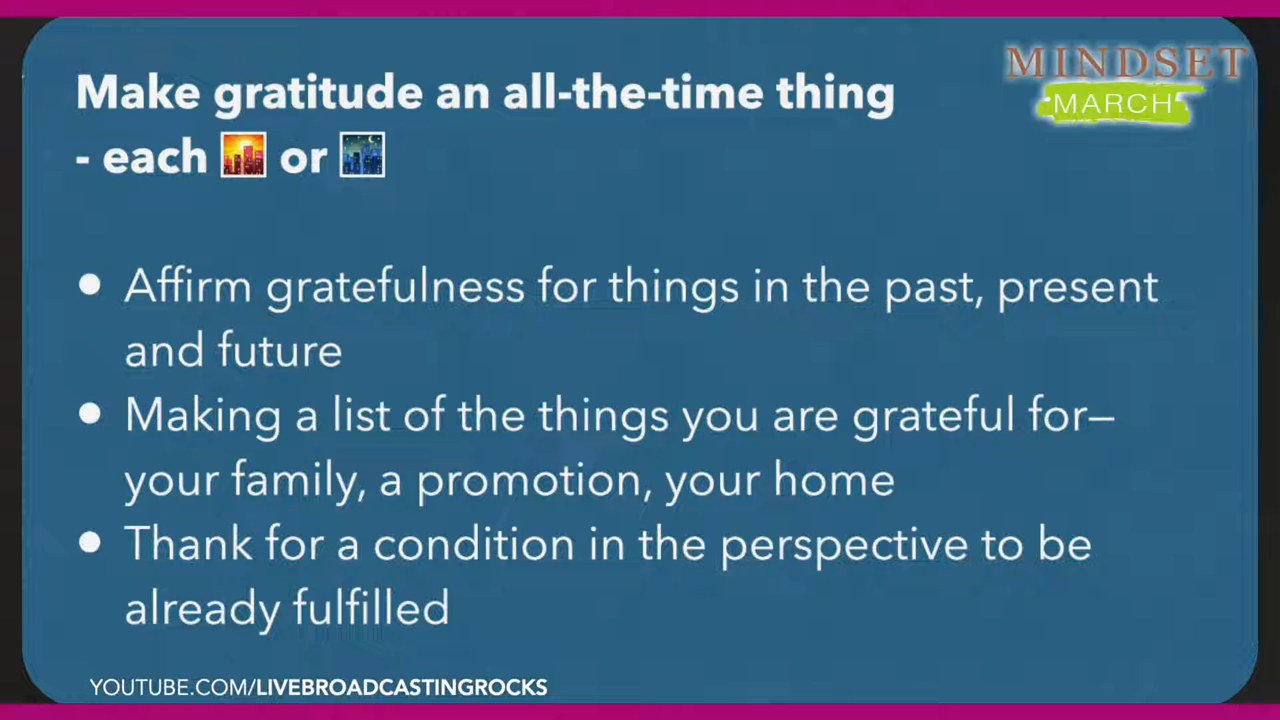 MINDSET
MARCH
Make gratitude an all-the-time thing
- each 🌇 or 🌃
● Affirm gratefulness for things in the past, present
and future
● Making a list of the things you are grateful for—
your family, a promotion, your home
● Thank for a condition in the perspective to be
already fulfilled
YOUTUBE.COM/LIVEBROADCASTINGROCKS